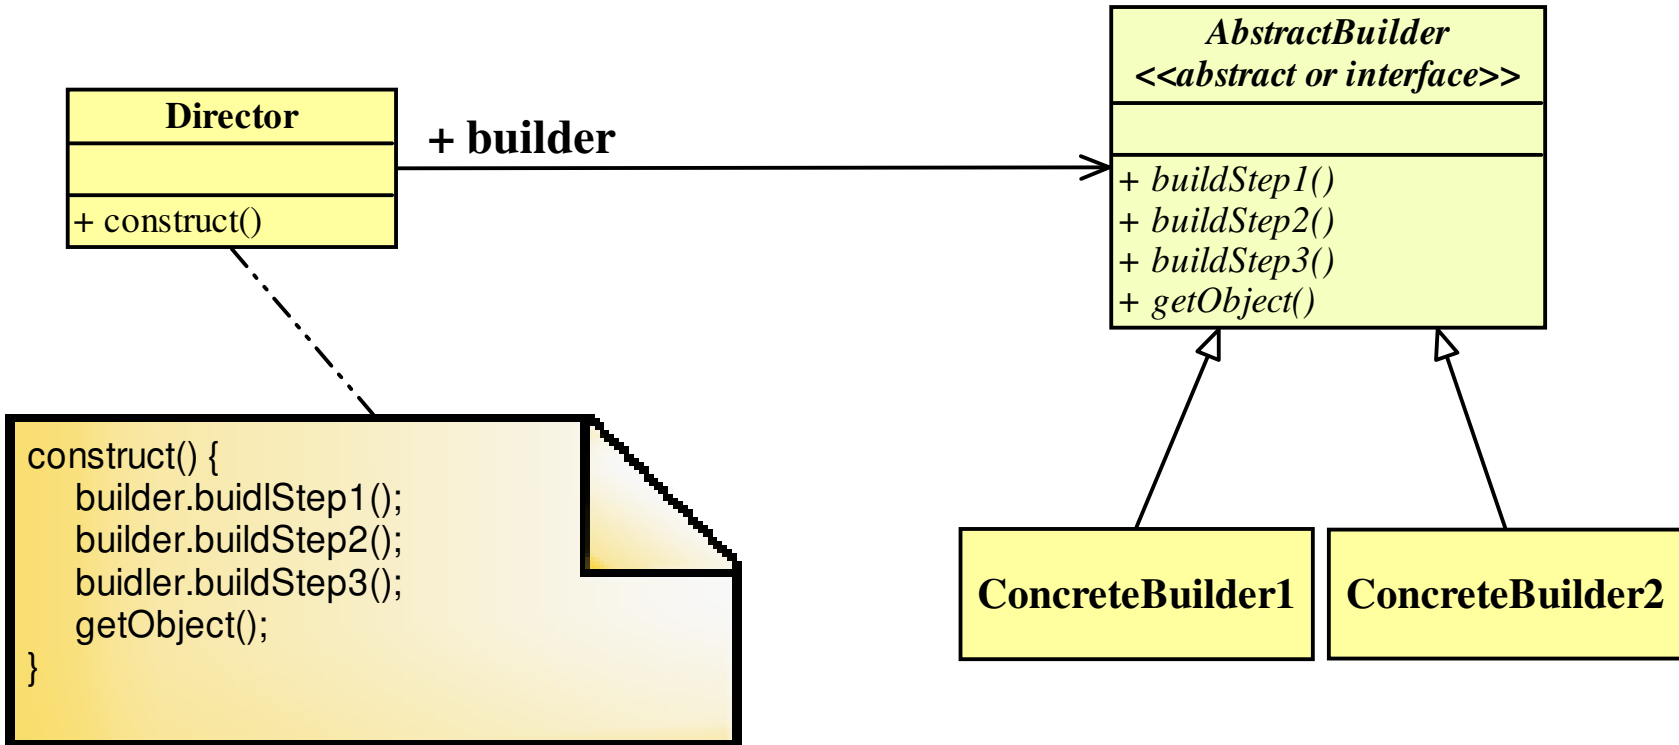 Director
+ construct()
+ builder
AbstractBuilder
<<abstract or interface>>
+ buildStep1()
+ buildStep2()
+ buildStep3()
+ getObject()
construct() {
builder.buidlStep1();
builder.buildStep2();
buidler.buildStep3();
getObject();
}
ConcreteBuilder1
ConcreteBuilder2